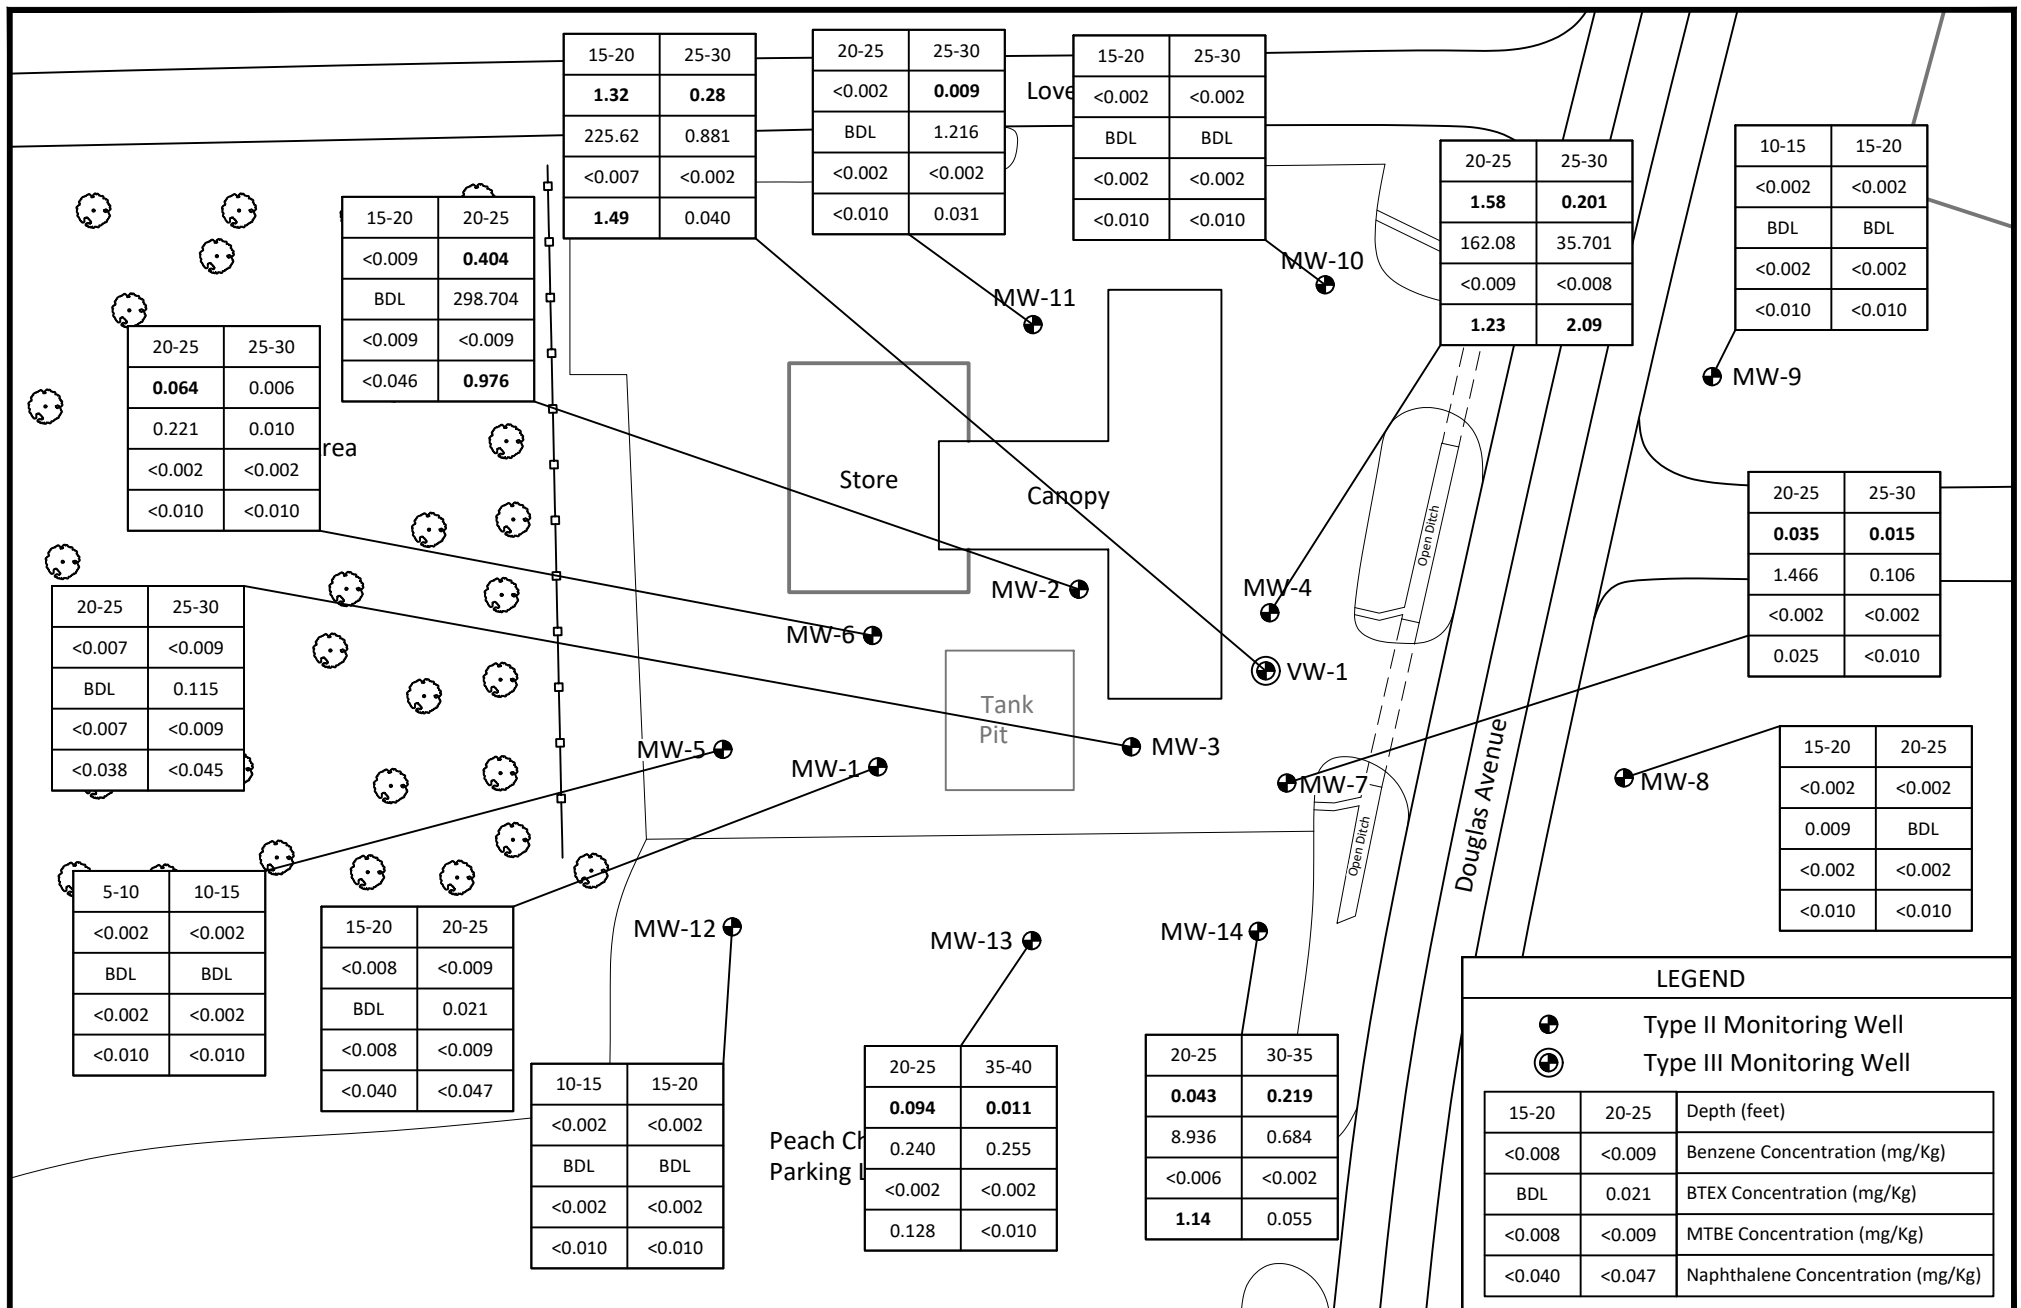 15-20 25-30
1.32 0.28
225.62 0.881
<0.007 <0.002
1.49 0.040
20-25 25-30
<0.002 0.009
BDL 1.216
<0.002 <0.002
<0.010 0.031
Love
15-20 25-30
<0.002 <0.002
BDL BDL
<0.002 <0.002
<0.010 <0.010
20-25 25-30
1.58 0.201
162.08 35.701
<0.009 <0.008
1.23 2.09
10-15 15-20
<0.002 <0.002
BDL BDL
<0.002 <0.002
<0.010 <0.010
15-20 20-25
<0.009 0.404
BDL 298.704
<0.009 <0.009
<0.046 0.976
MW-10
MW-11
20-25 25-30
0.064 0.006
0.221 0.010
<0.002 <0.002
<0.010 <0.010
rea
MW-9
Store
Canopy
Open Ditch
20-25 25-30
0.035 0.015
1.466 0.106
<0.002 <0.002
0.025 <0.010
20-25 25-30
<0.007 <0.009
BDL 0.115
<0.007 <0.009
<0.038 <0.045
MW-2
MW-4
MW-6
VW-1
Tank
Pit
MW-5
MW-1
MW-3
MW-7
Douglas Avenue
MW-8
15-20 20-25
<0.002 <0.002
0.009 BDL
<0.002 <0.002
<0.010 <0.010
Open Ditch
5-10 10-15
<0.002 <0.002
BDL BDL
<0.002 <0.002
<0.010 <0.010
15-20 20-25
<0.008 <0.009
BDL 0.021
<0.008 <0.009
<0.040 <0.047
MW-12
MW-13
MW-14
10-15 15-20
<0.002 <0.002
BDL BDL
<0.002 <0.002
<0.010 <0.010
Peach Ch
Parking L
20-25 35-40
0.094 0.011
0.240 0.255
<0.002 <0.002
0.128 <0.010
20-25 30-35
0.043 0.219
8.936 0.684
<0.006 <0.002
1.14 0.055
LEGEND
Type II Monitoring Well
Type III Monitoring Well
15-20 20-25 Depth (feet)
<0.008 <0.009 Benzene Concentration (mg/Kg)
BDL 0.021 BTEX Concentration (mg/Kg)
<0.008 <0.009 MTBE Concentration (mg/Kg)
<0.040 <0.047 Naphthalene Concentration (mg/Kg)